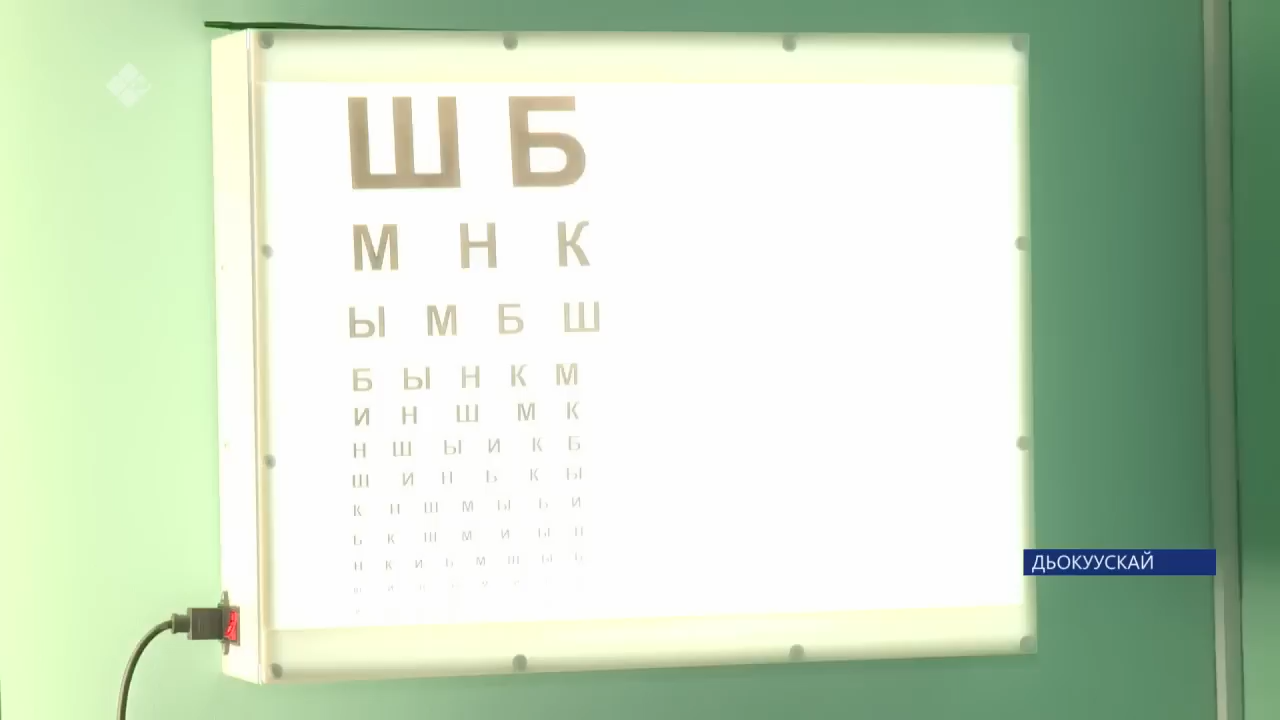 Ш Б
М Н К
Ы М Б Ш
Б Ы Н К М
И Н Ш М К
Н Ш Ы И К Б
Ш И Н Б К Ы
К Н Ш М Ы Б И
Б К Ш М И Ы Н
Н К И Б М Ш Ы Б
ДЬОКУУСКАЙ